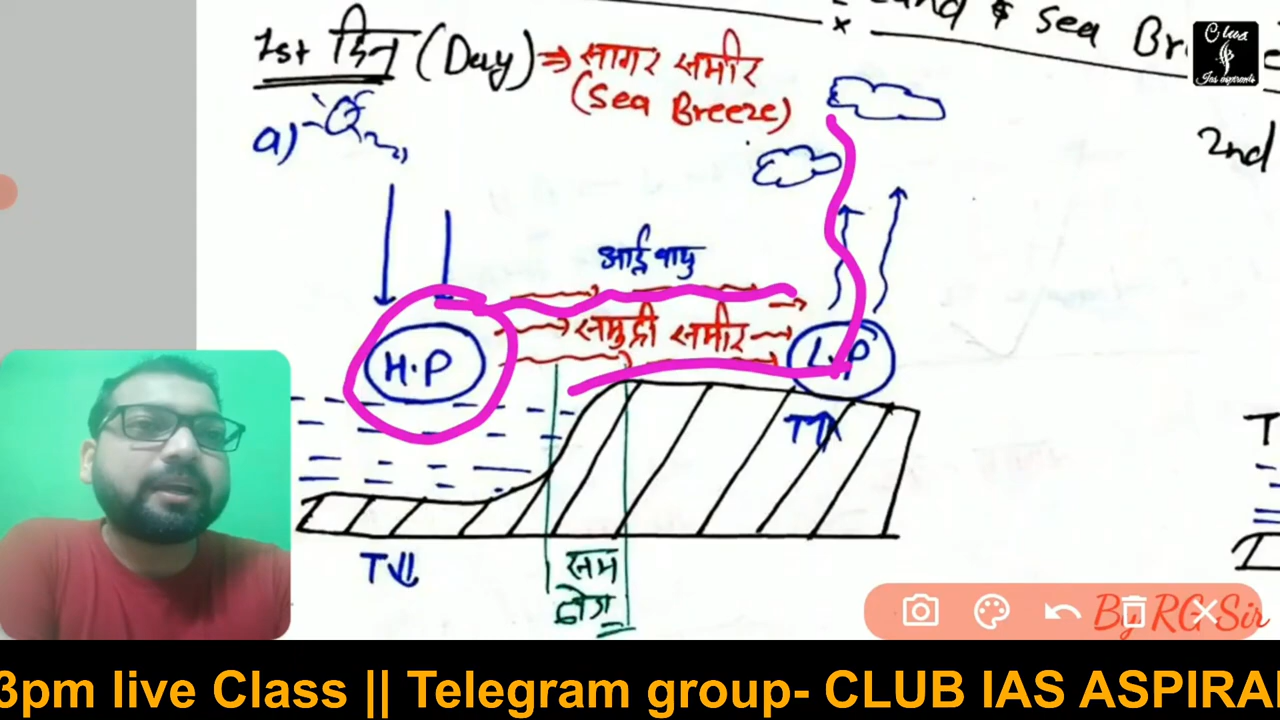 Land & Sea Br
1st दिन (Day) ⇒ सागर समीर
(Sea Breeze)
Club
Ias aspirants
2nd
a)
आर्द्र वायु
समुद्री समीर
H.P
L.P
T↑
T
T↓↓
सम
By RG Sir
3pm live Class || Telegram group- CLUB IAS ASPIRA